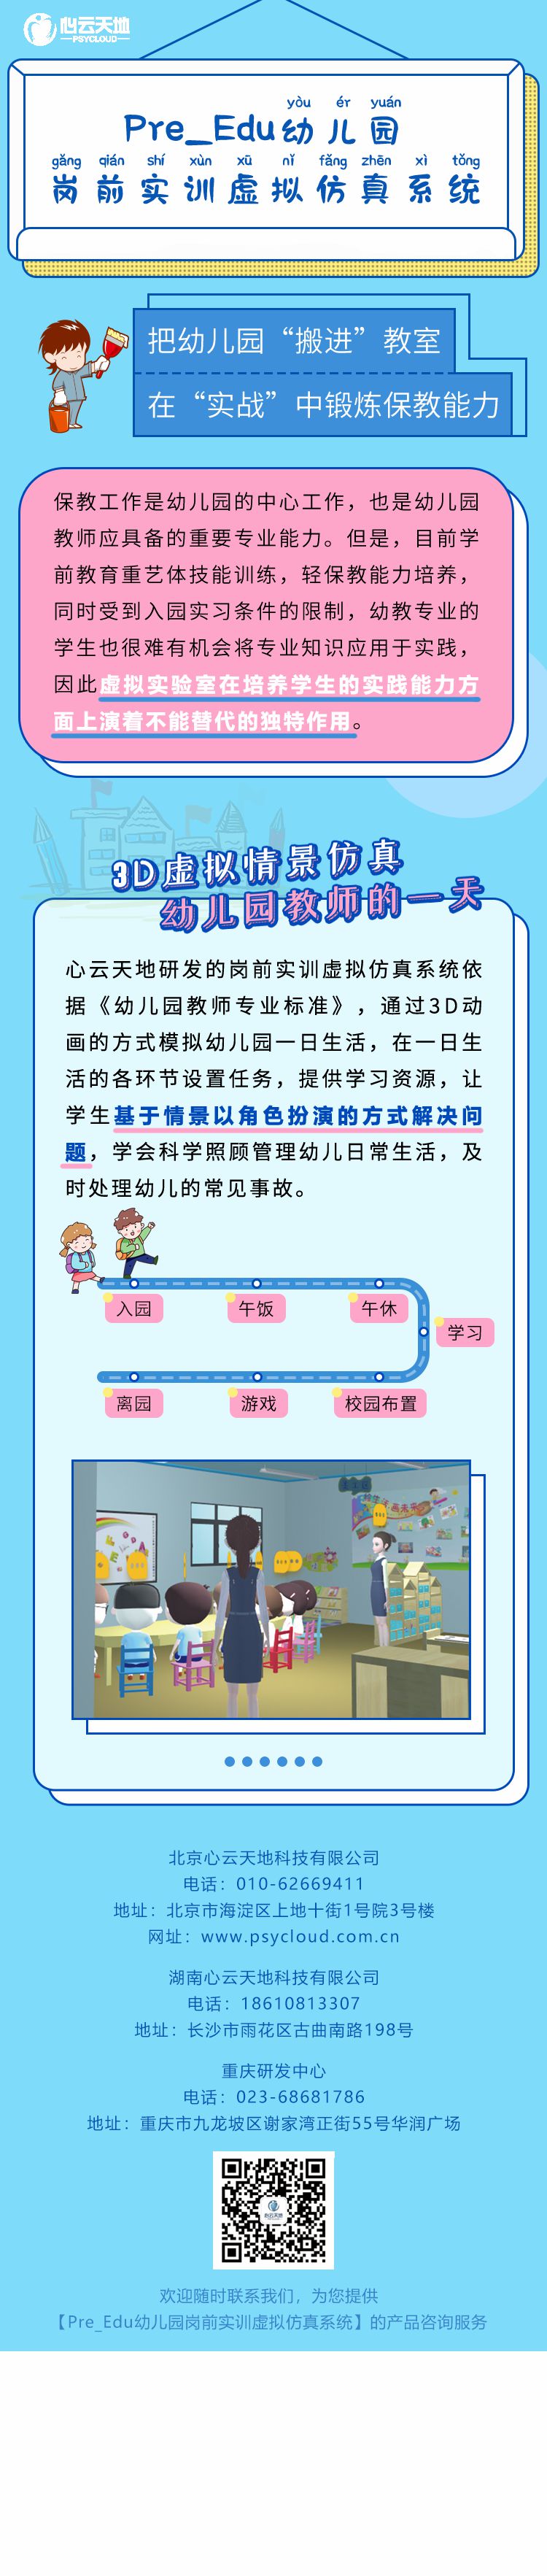 心云天地
PSYCLOUD
yòu ér yuán
Pre_Edu幼儿园
gǎng qián shí xùn xū nǐ fǎng zhēn xì tǒng
岗前实训虚拟仿真系统
把幼儿园“搬进”教室
在“实战”中锻炼保教能力
保教工作是幼儿园的中心工作，也是幼儿园
教师应具备的重要专业能力。但是，目前学
前教育重艺体技能训练，轻保教能力培养，
同时受到入园实习条件的限制，幼教专业的
学生也很难有机会将专业知识应用于实践，
因此虚拟实验室在培养学生的实践能力方
面上演着不能替代的独特作用。
3D虚拟情景仿真
幼儿园教师的一天
心云天地研发的岗前实训虚拟仿真系统依
据《幼儿园教师专业标准》，通过3D动
画的方式模拟幼儿园一日生活，在一日生
活的各环节设置任务，提供学习资源，让
学生基于情景以角色扮演的方式解决问
题，学会科学照顾管理幼儿日常生活，及
时处理幼儿的常见事故。
入园
午饭
午休
学习
离园
游戏
校园布置
北京心云天地科技有限公司
电话：010-62669411
地址：北京市海淀区上地十街1号院3号楼
网址：www.psycloud.com.cn
湖南心云天地科技有限公司
电话：18610813307
地址：长沙市雨花区古曲南路198号
重庆研发中心
电话：023-68681786
地址：重庆市九龙坡区谢家湾正街55号华润广场
心云天地
欢迎随时联系我们，为您提供
【Pre_Edu幼儿园岗前实训虚拟仿真系统】的产品咨询服务